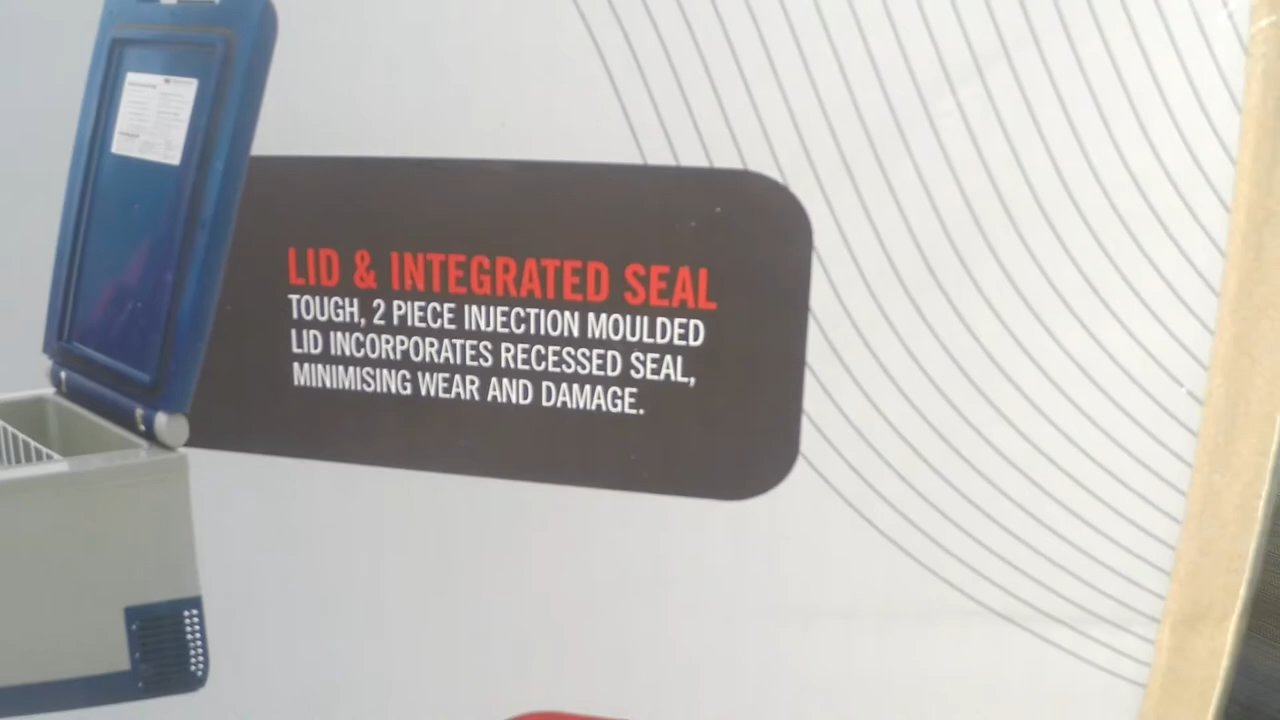 LID & INTEGRATED SEAL
TOUGH, 2 PIECE INJECTION MOULDED
LID INCORPORATES RECESSED SEAL,
MINIMISING WEAR AND DAMAGE.